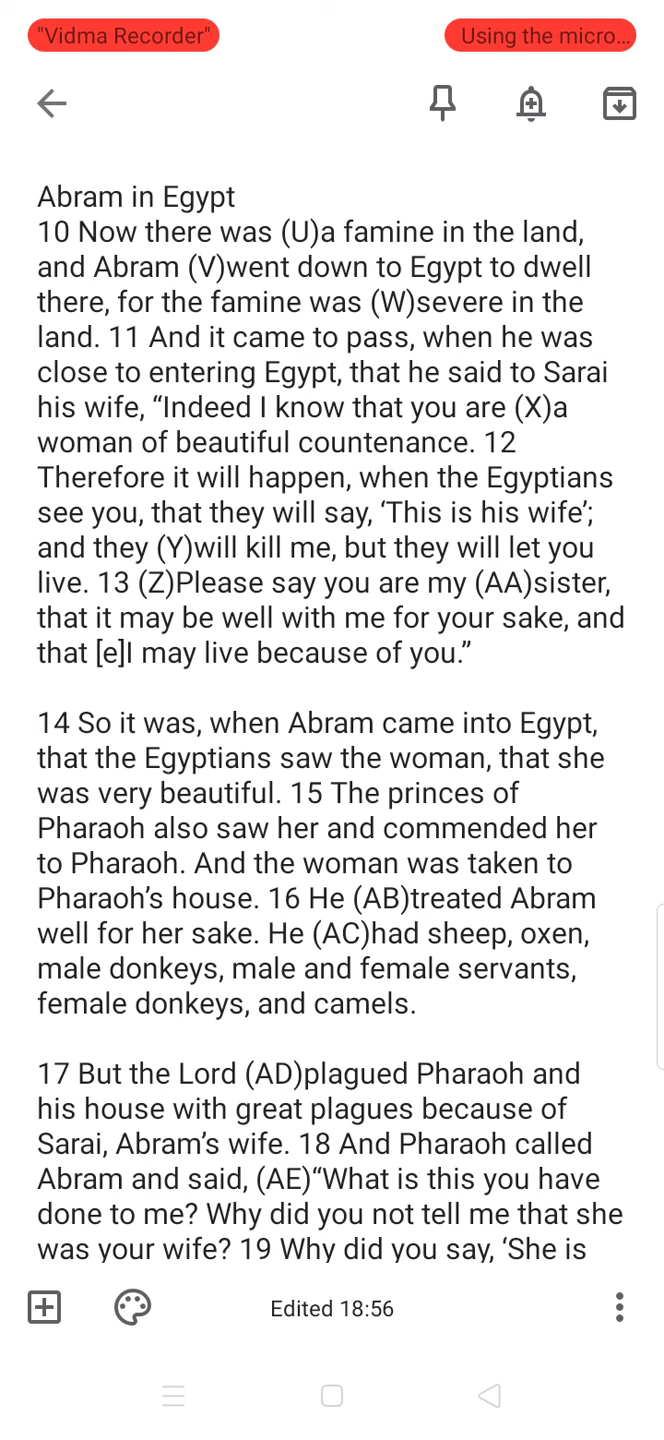 "Vidma Recorder"
Using the micro...
Abram in Egypt
10 Now there was (U)a famine in the land,
and Abram (V)went down to Egypt to dwell
there, for the famine was (W)severe in the
land. 11 And it came to pass, when he was
close to entering Egypt, that he said to Sarai
his wife, “Indeed I know that you are (X)a
woman of beautiful countenance. 12
Therefore it will happen, when the Egyptians
see you, that they will say, ‘This is his wife’;
and they (Y)will kill me, but they will let you
live. 13 (Z)Please say you are my (AA)sister,
that it may be well with me for your sake, and
that [e]I may live because of you.”
14 So it was, when Abram came into Egypt,
that the Egyptians saw the woman, that she
was very beautiful. 15 The princes of
Pharaoh also saw her and commended her
to Pharaoh. And the woman was taken to
Pharaoh’s house. 16 He (AB)treated Abram
well for her sake. He (AC)had sheep, oxen,
male donkeys, male and female servants,
female donkeys, and camels.
17 But the Lord (AD)plagued Pharaoh and
his house with great plagues because of
Sarai, Abram’s wife. 18 And Pharaoh called
Abram and said, (AE)“What is this you have
done to me? Why did you not tell me that she
was your wife? 19 Why did you say, ‘She is
Edited 18:56